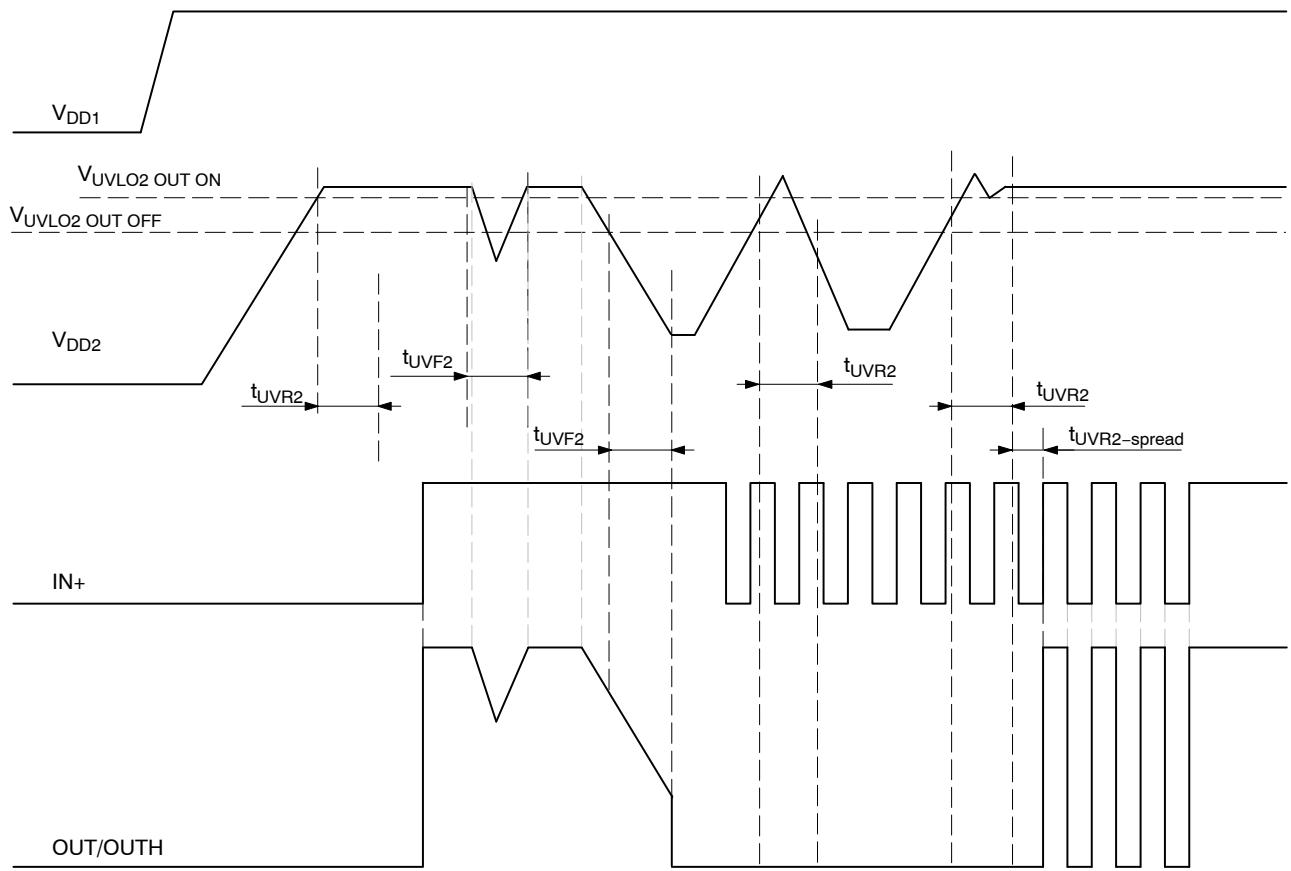 VDD1
VUVLO2 OUT ON
VUVLO2 OUT OFF
VDD2
tUVF2
tUVR2
tUVR2
tUVR2
tUVF2
tUVR2−spread
IN+
OUT/OUTH